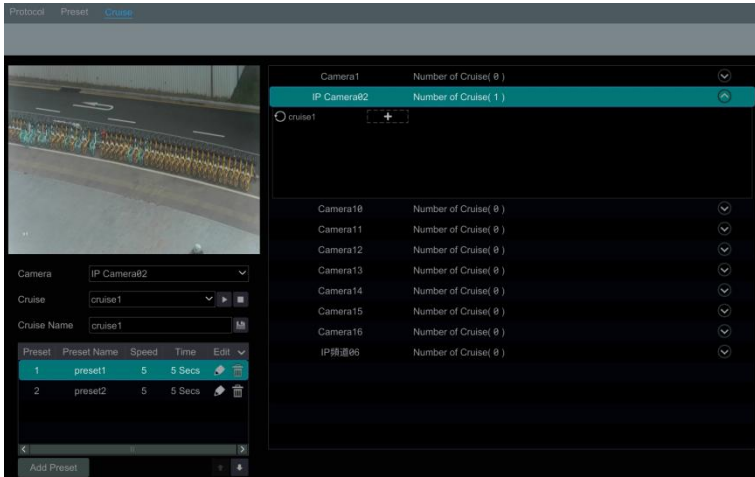 Protocol Preset Cruise
Camera1 Number of Cruise( 0 )
IP Camera02 Number of Cruise( 1 )
cruise1 +
Camera10 Number of Cruise( 0 )
Camera11 Number of Cruise( 0 )
Camera12 Number of Cruise( 0 )
Camera13 Number of Cruise( 0 )
Camera14 Number of Cruise( 0 )
Camera15 Number of Cruise( 0 )
Camera16 Number of Cruise( 0 )
IP頻道06 Number of Cruise( 0 )
Camera IP Camera02
Cruise cruise1
Cruise Name cruise1
Preset Preset Name Speed Time Edit
1 preset1 5 5 Secs
2 preset2 5 5 Secs
Add Preset